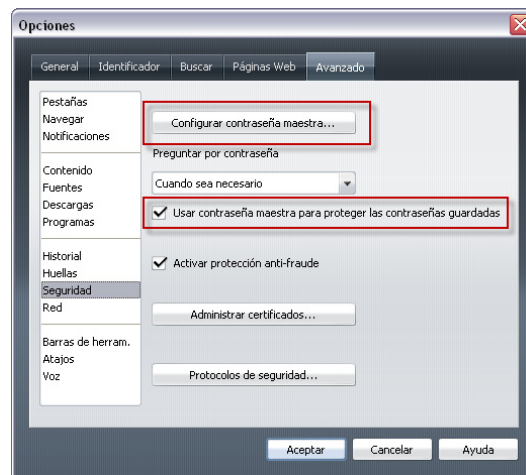 Opciones
General Identificador Buscar Páginas Web Avanzado
Pestañas
Navegar
Notificaciones
Contenido
Fuentes
Descargas
Programas
Historial
Huellas
Seguridad
Red
Barras de herram.
Atajos
Voz
Configurar contraseña maestra...
Preguntar por contraseña
Cuando sea necesario
Usar contraseña maestra para proteger las contraseñas guardadas
Activar protección anti-fraude
Administrar certificados...
Protocolos de seguridad...
Aceptar Cancelar Ayuda